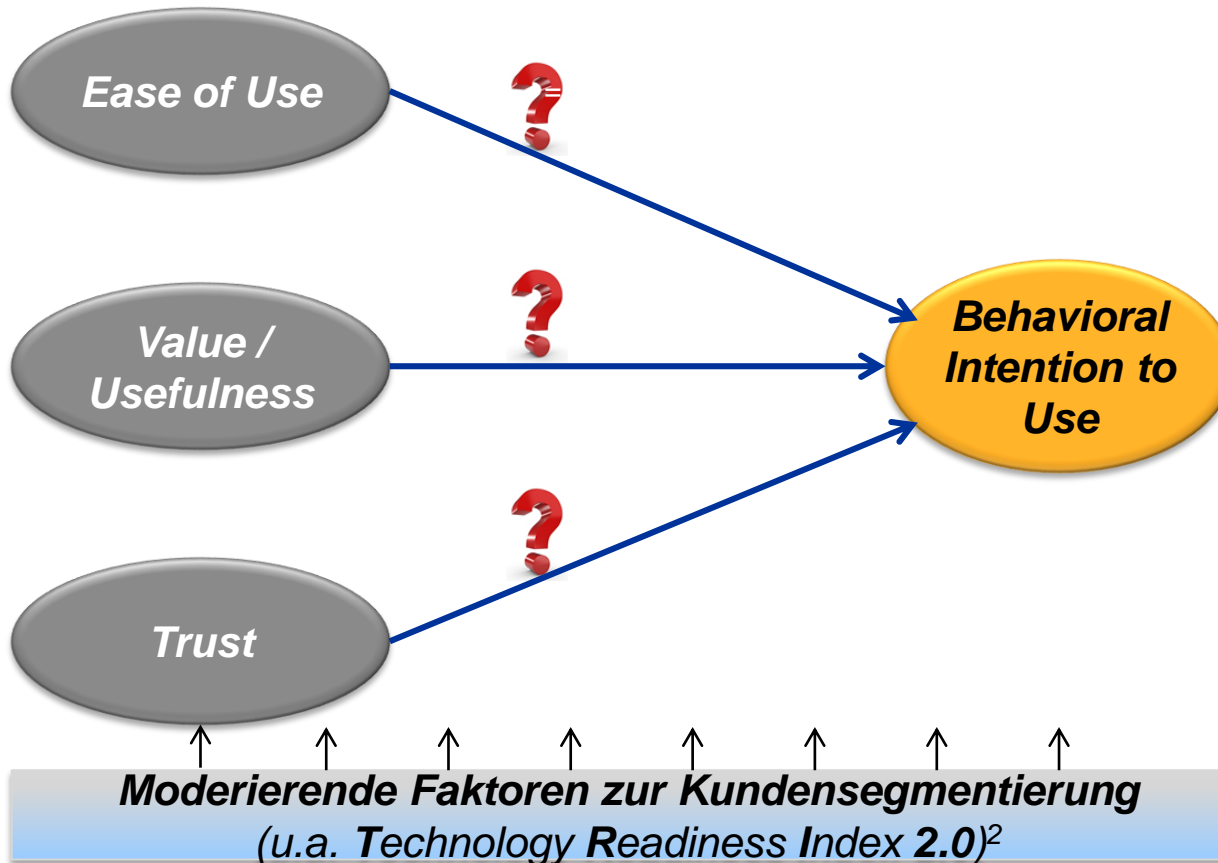 Ease of Use
Value /
Usefulness
Trust
Behavioral
Intention to
Use
Moderierende Faktoren zur Kundensegmentierung
(u.a. Technology Readiness Index 2.0)²